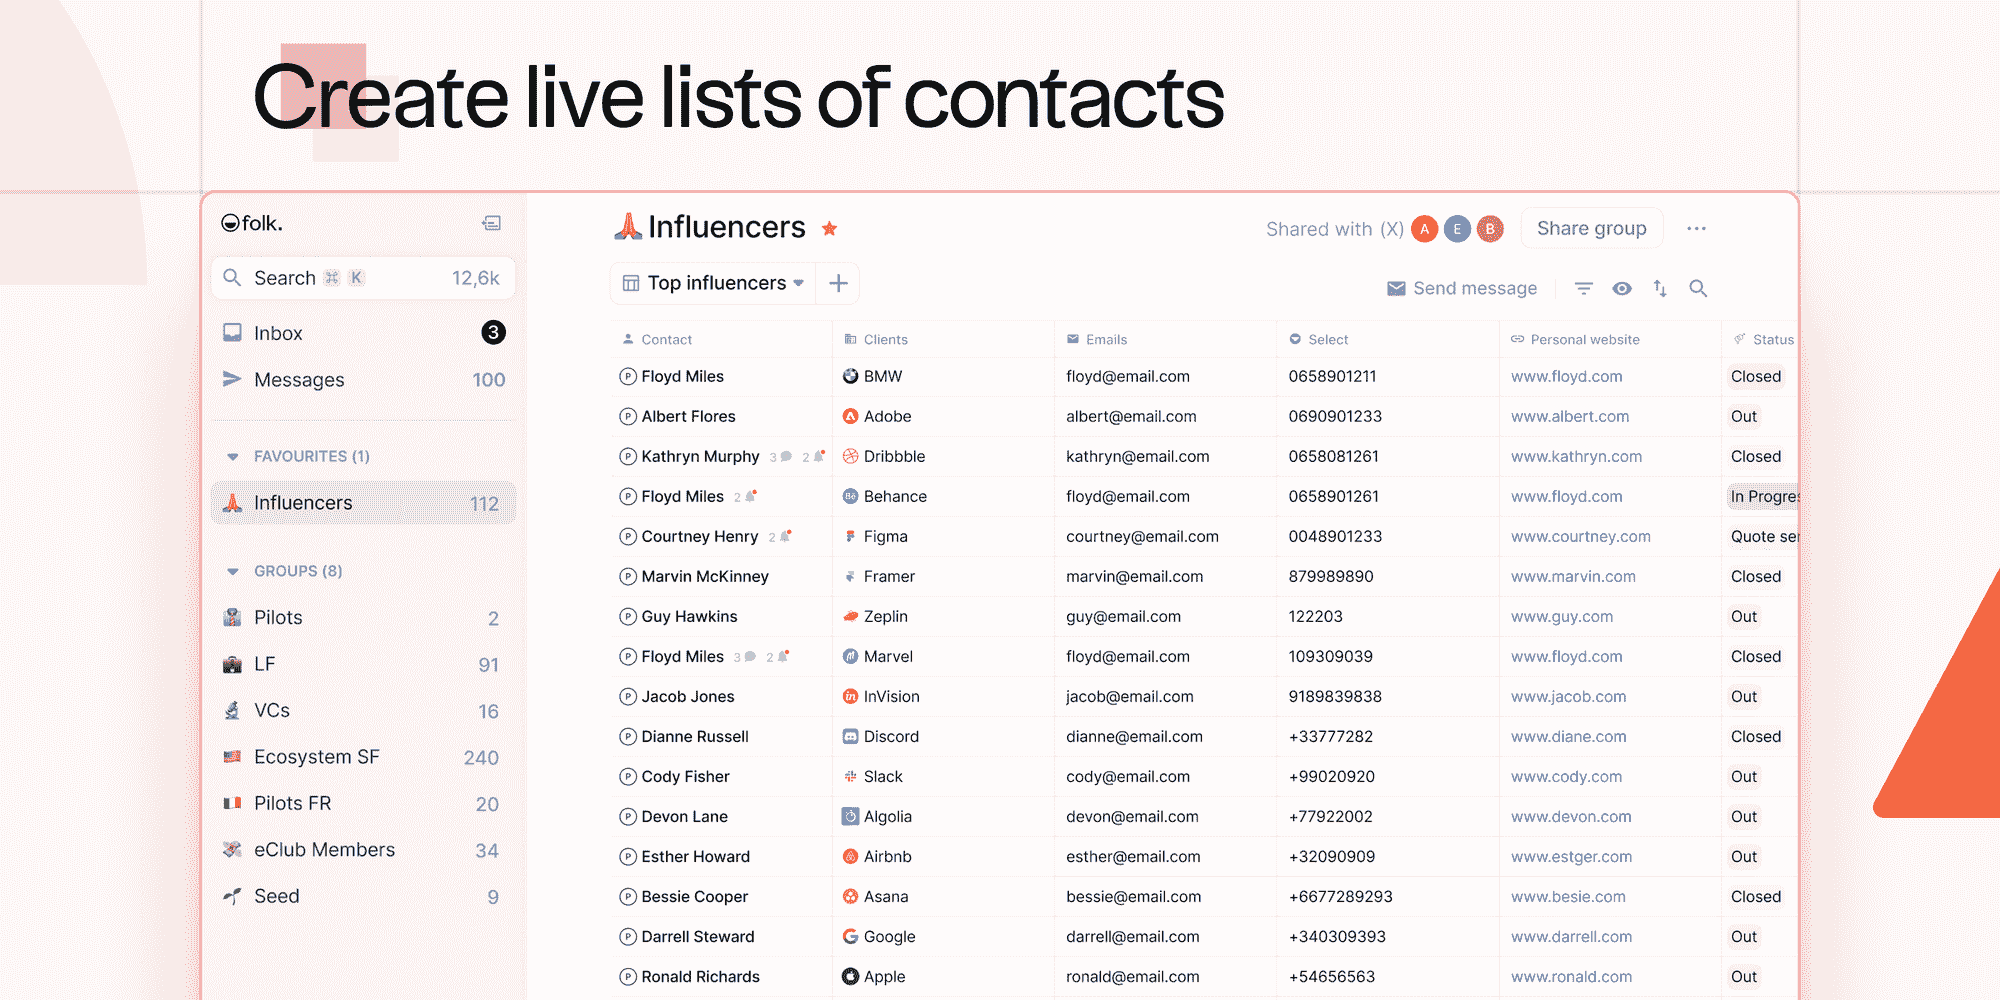 Create live lists of contacts
folk.
Search ⌘ K 12,6k
Inbox 3
Messages 100
FAVOURITES (1)
Influencers 112
GROUPS (8)
Pilots 2
LF 91
VCs 16
Ecosystem SF 240
Pilots FR 20
eClub Members 34
Seed 9
Influencers
Shared with (X) A E B Share group
Top influencers
Send message
Contact Clients Emails Select Personal website Status
P Floyd Miles BMW floyd@email.com 0658901211 www.floyd.com Closed
P Albert Flores Adobe albert@email.com 0690901233 www.albert.com Out
P Kathryn Murphy 3 2 Dribbble kathryn@email.com 0658081261 www.kathryn.com Closed
P Floyd Miles 2 Bē Behance floyd@email.com 0658901261 www.floyd.com In Progres
P Courtney Henry 2 Figma courtney@email.com 0048901233 www.courtney.com Quote ser
P Marvin McKinney Framer marvin@email.com 879989890 www.marvin.com Closed
P Guy Hawkins Zeplin guy@email.com 122203 www.guy.com Out
P Floyd Miles 3 2 Marvel floyd@email.com 109309039 www.floyd.com Closed
P Jacob Jones in InVision jacob@email.com 9189839838 www.jacob.com Out
P Dianne Russell Discord dianne@email.com +33777282 www.diane.com Closed
P Cody Fisher Slack cody@email.com +99020920 www.cody.com Out
P Devon Lane Algolia devon@email.com +77922002 www.devon.com Out
P Esther Howard Airbnb esther@email.com +32090909 www.estger.com Out
P Bessie Cooper Asana bessie@email.com +6677289293 www.besie.com Closed
P Darrell Steward Google darrell@email.com +340309393 www.darrell.com Out
P Ronald Richards Apple ronald@email.com +54656563 www.ronald.com Out